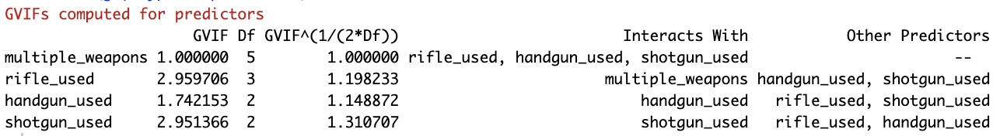 GVIFs computed for predictors
GVIF Df GVIF^(1/(2*Df)) Interacts With Other Predictors
multiple_weapons 1.000000 5 1.000000 rifle_used, handgun_used, shotgun_used --
rifle_used 2.959706 3 1.198233 multiple_weapons handgun_used, shotgun_used
handgun_used 1.742153 2 1.148872 handgun_used rifle_used, shotgun_used
shotgun_used 2.951366 2 1.310707 shotgun_used rifle_used, handgun_used